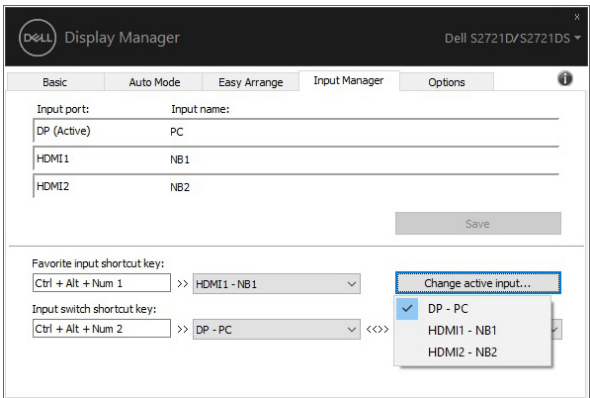 DELL Display Manager
x
Dell S2721D/S2721DS
Basic Auto Mode Easy Arrange Input Manager Options i
Input port: Input name:
DP (Active) PC
HDMI1 NB1
HDMI2 NB2
Save
Favorite input shortcut key:
Ctrl + Alt + Num 1 >> HDMI1 - NB1 Change active input...
Input switch shortcut key:
Ctrl + Alt + Num 2 >> DP - PC <<>>
DP - PC
HDMI1 - NB1
HDMI2 - NB2